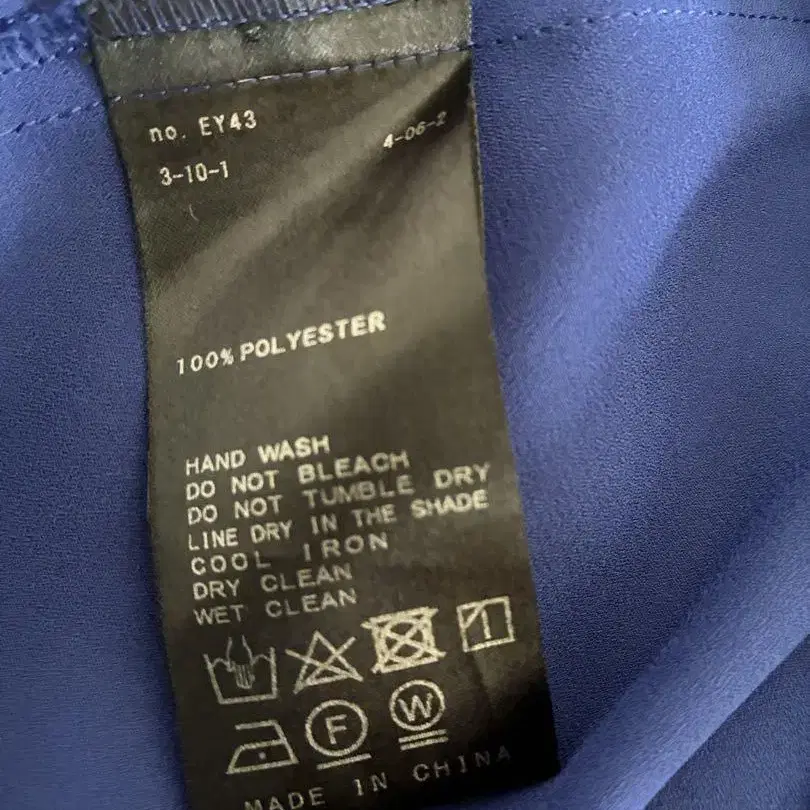 no. EY43
3-10-1
4-06-2
100% POLYESTER
HAND WASH
DO NOT BLEACH
DO NOT TUMBLE DRY
LINE DRY IN THE SHADE
COOL IRON
DRY CLEAN
WET CLEAN
F
W
MADE IN CHINA